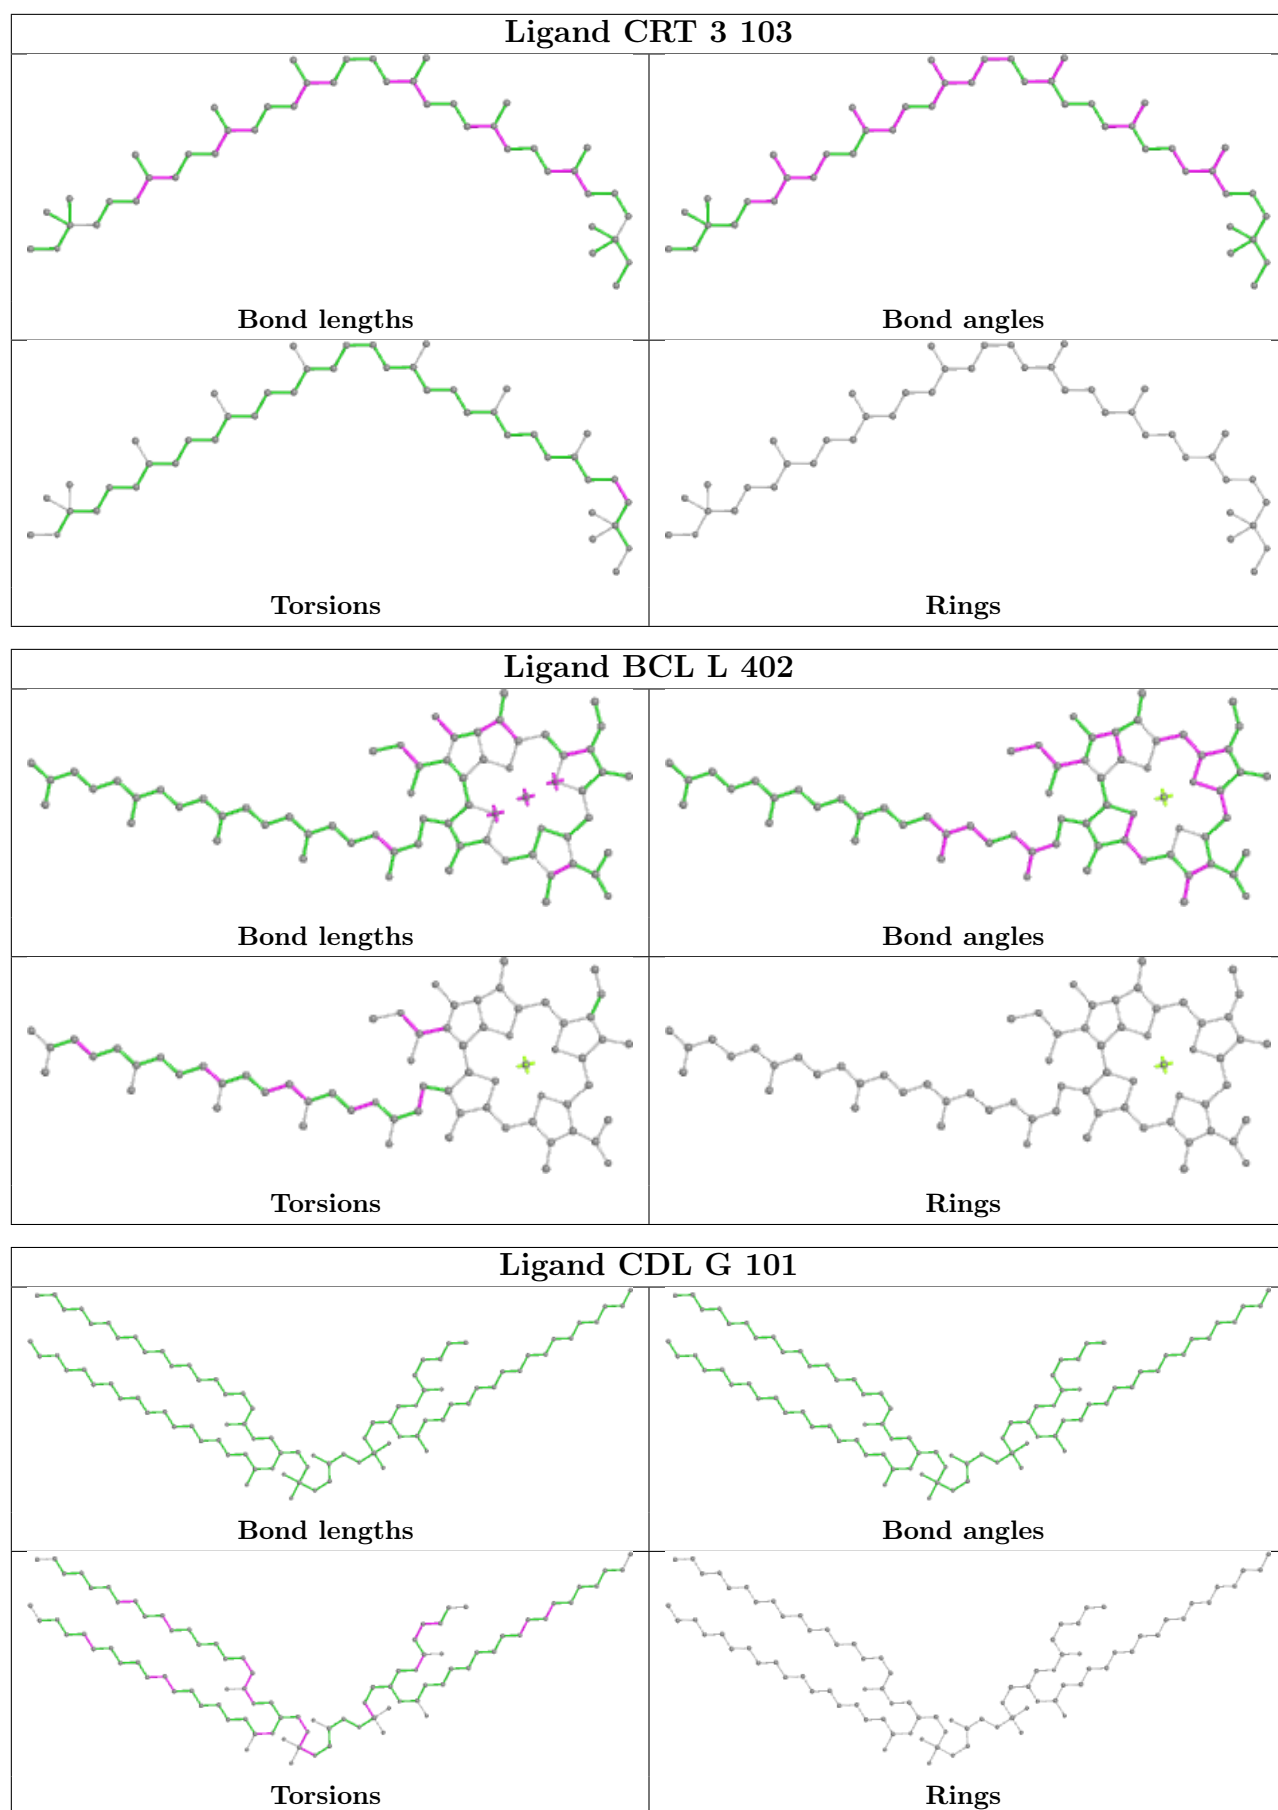 Ligand CRT 3 103
Bond lengths
Bond angles
Torsions
Rings
Ligand BCL L 402
Bond lengths
Bond angles
Torsions
Rings
Ligand CDL G 101
Bond lengths
Bond angles
Torsions
Rings